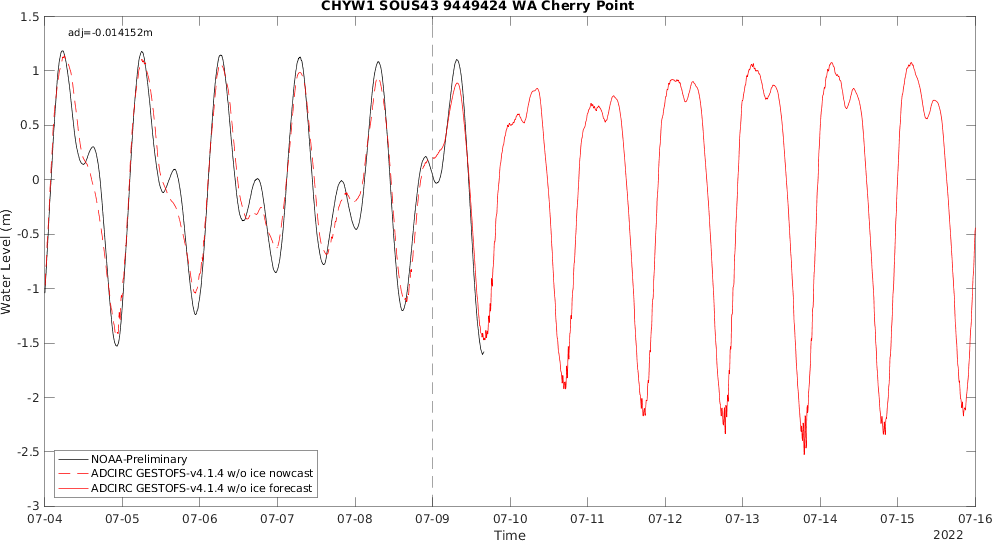 CHYW1 SOUS43 9449424 WA Cherry Point
adj=-0.014152m
Water Level (m)
1.5
1
0.5
0
-0.5
-1
-1.5
-2
-2.5
-3
NOAA-Preliminary
ADCIRC GESTOFS-v4.1.4 w/o ice nowcast
ADCIRC GESTOFS-v4.1.4 w/o ice forecast
07-04 07-05 07-06 07-07 07-08 07-09 07-10 07-11 07-12 07-13 07-14 07-15 07-16
Time
2022